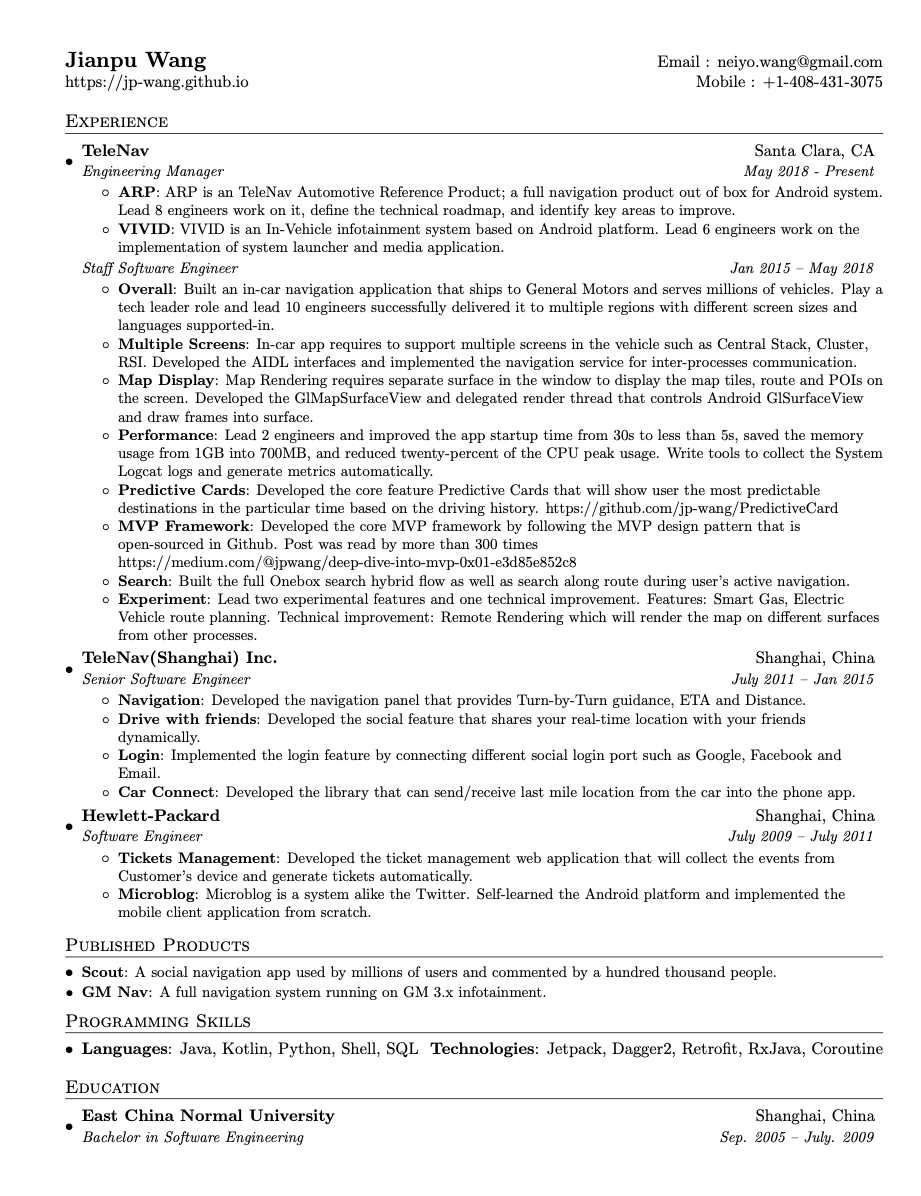 Jianpu Wang
Email : neiyo.wang@gmail.com
https://jp-wang.github.io
Mobile : +1-408-431-3075
Experience
• TeleNav
Santa Clara, CA
Engineering Manager
May 2018 - Present
◦ ARP: ARP is an TeleNav Automotive Reference Product; a full navigation product out of box for Android system.
Lead 8 engineers work on it, define the technical roadmap, and identify key areas to improve.
◦ VIVID: VIVID is an In-Vehicle infotainment system based on Android platform. Lead 6 engineers work on the
implementation of system launcher and media application.
Staff Software Engineer
Jan 2015 – May 2018
◦ Overall: Built an in-car navigation application that ships to General Motors and serves millions of vehicles. Play a
tech leader role and lead 10 engineers successfully delivered it to multiple regions with different screen sizes and
languages supported-in.
◦ Multiple Screens: In-car app requires to support multiple screens in the vehicle such as Central Stack, Cluster,
RSI. Developed the AIDL interfaces and implemented the navigation service for inter-processes communication.
◦ Map Display: Map Rendering requires separate surface in the window to display the map tiles, route and POIs on
the screen. Developed the GlMapSurfaceView and delegated render thread that controls Android GlSurfaceView
and draw frames into surface.
◦ Performance: Lead 2 engineers and improved the app startup time from 30s to less than 5s, saved the memory
usage from 1GB into 700MB, and reduced twenty-percent of the CPU peak usage. Write tools to collect the System
Logcat logs and generate metrics automatically.
◦ Predictive Cards: Developed the core feature Predictive Cards that will show user the most predictable
destinations in the particular time based on the driving history. https://github.com/jp-wang/PredictiveCard
◦ MVP Framework: Developed the core MVP framework by following the MVP design pattern that is
open-sourced in Github. Post was read by more than 300 times
https://medium.com/@jpwang/deep-dive-into-mvp-0x01-e3d85e852c8
◦ Search: Built the full Onebox search hybrid flow as well as search along route during user's active navigation.
◦ Experiment: Lead two experimental features and one technical improvement. Features: Smart Gas, Electric
Vehicle route planning. Technical improvement: Remote Rendering which will render the map on different surfaces
from other processes.
• TeleNav(Shanghai) Inc.
Shanghai, China
Senior Software Engineer
July 2011 – Jan 2015
◦ Navigation: Developed the navigation panel that provides Turn-by-Turn guidance, ETA and Distance.
◦ Drive with friends: Developed the social feature that shares your real-time location with your friends
dynamically.
◦ Login: Implemented the login feature by connecting different social login port such as Google, Facebook and
Email.
◦ Car Connect: Developed the library that can send/receive last mile location from the car into the phone app.
• Hewlett-Packard
Shanghai, China
Software Engineer
July 2009 – July 2011
◦ Tickets Management: Developed the ticket management web application that will collect the events from
Customer's device and generate tickets automatically.
◦ Microblog: Microblog is a system alike the Twitter. Self-learned the Android platform and implemented the
mobile client application from scratch.
Published Products
• Scout: A social navigation app used by millions of users and commented by a hundred thousand people.
• GM Nav: A full navigation system running on GM 3.x infotainment.
Programming Skills
• Languages: Java, Kotlin, Python, Shell, SQL Technologies: Jetpack, Dagger2, Retrofit, RxJava, Coroutine
Education
• East China Normal University
Shanghai, China
Bachelor in Software Engineering
Sep. 2005 – July. 2009